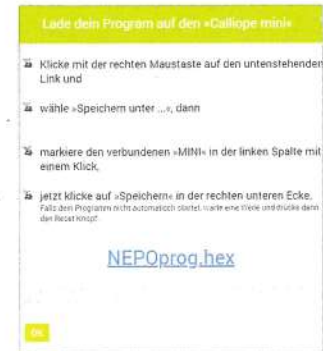 Lade dein Program auf den »Calliope mini«
Klicke mit der rechten Maustaste auf den untenstehenden
Link und
wähle »Speichern unter ...«, dann
markiere den verbundenen »MINI« in der linken Spalte mit
einem Klick,
jetzt klicke auf »Speichern« in der rechten unteren Ecke.
Falls dein Programm nicht automatisch startet, warte eine Weile und drücke dann
den Reset Knopf.
NEPOprog.hex
OK